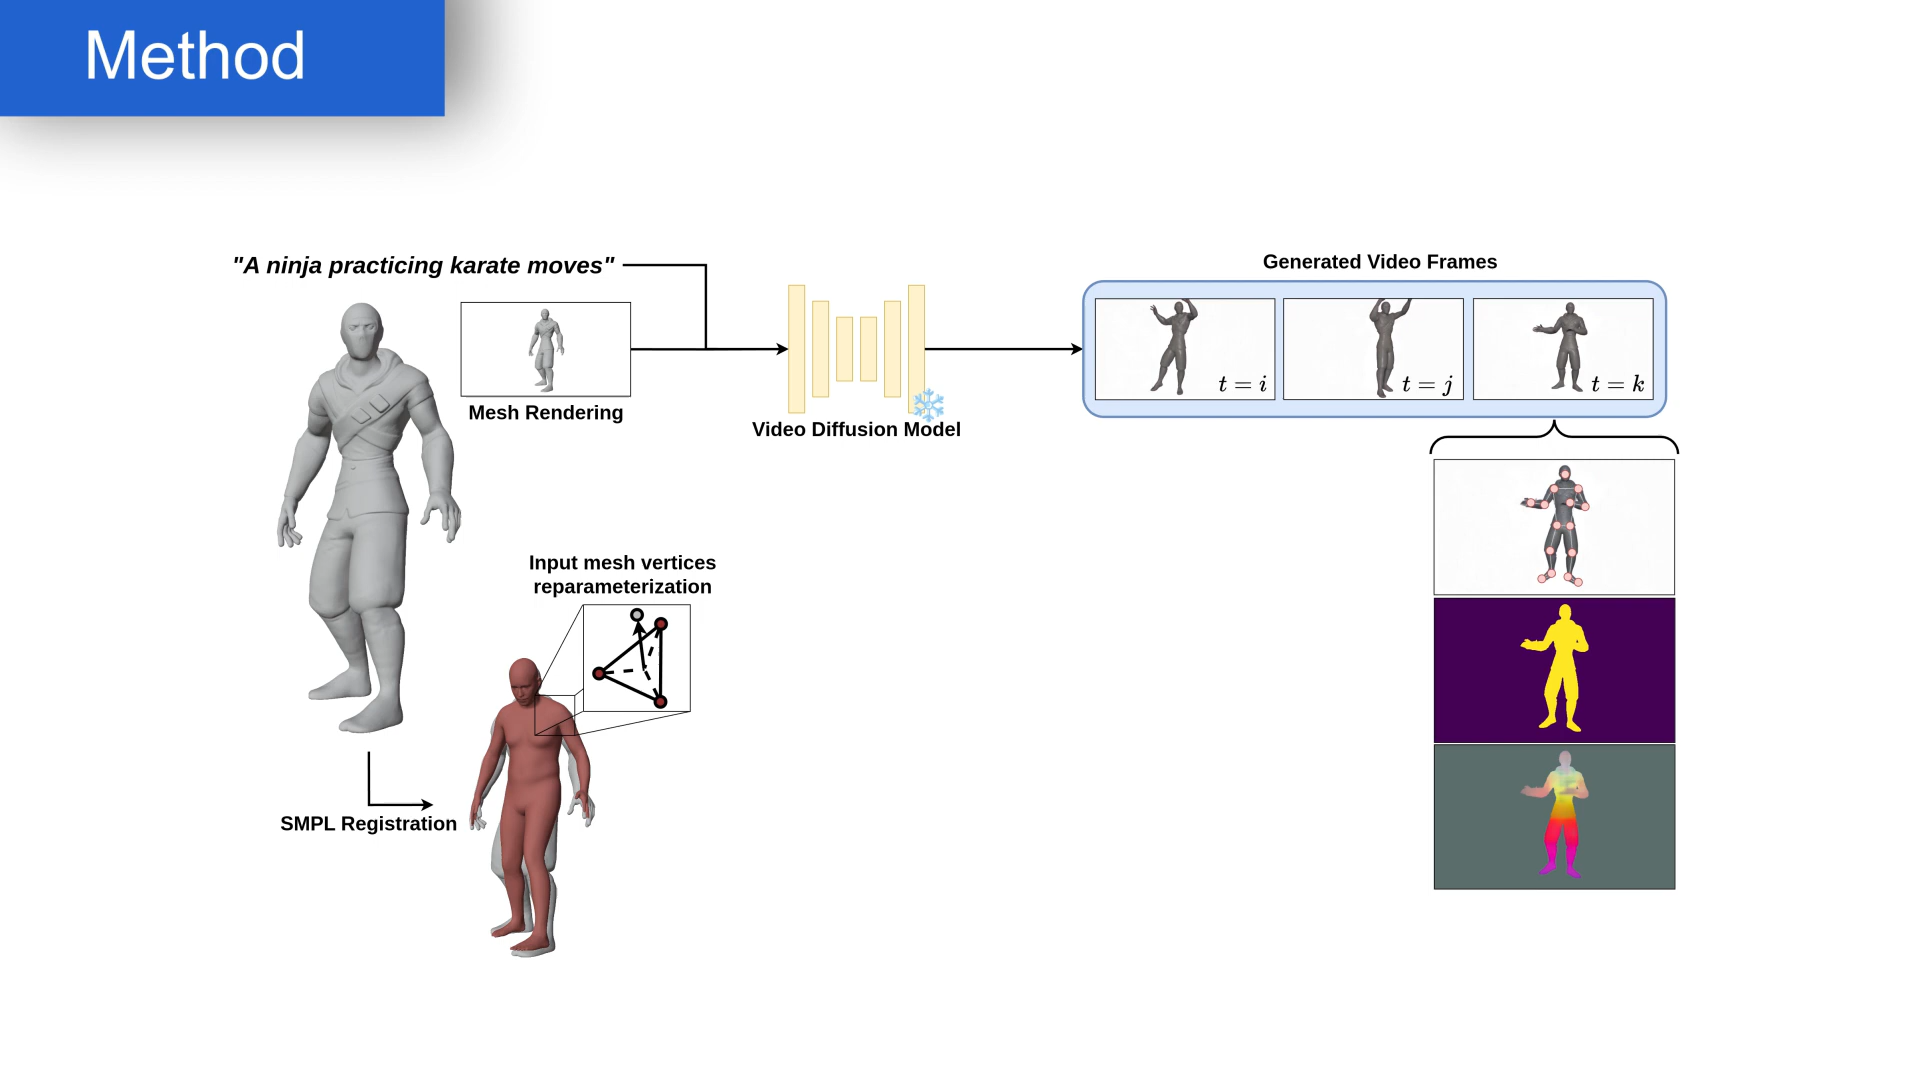 Method
"A ninja practicing karate moves"
Generated Video Frames
t = i
t = j
t = k
Mesh Rendering
Video Diffusion Model
Input mesh vertices
reparameterization
SMPL Registration